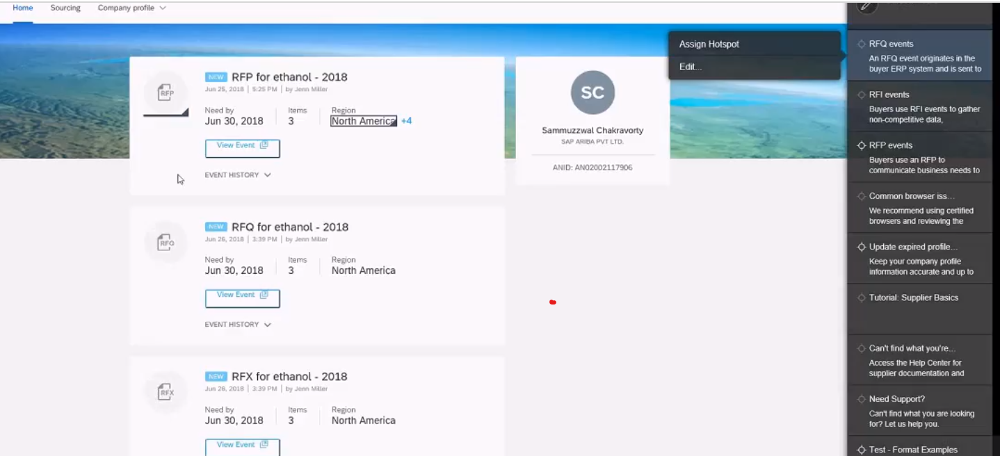 Home Sourcing Company profile
RFP
NEW RFP for ethanol - 2018
Jun 25, 2018 | 5:25 PM | by Jenn Miller
Need by Items Region
Jun 30, 2018 3 North America +4
View Event
EVENT HISTORY
RFQ
NEW RFQ for ethanol - 2018
Jun 26, 2018 | 3:39 PM | by Jenn Miller
Need by Items Region
Jun 30, 2018 3 North America
View Event
EVENT HISTORY
RFX
NEW RFX for ethanol - 2018
Jun 26, 2018 | 3:39 PM | by Jenn Miller
Need by Items Region
Jun 30, 2018 3 North America
View Event
SC
Sammuzzwal Chakravorty
SAP ARIBA PVT LTD.
ANID: AN02002117906
Assign Hotspot
Edit...
RFQ events
An RFQ event originates in the
buyer ERP system and is sent to
RFI events
Buyers use RFI events to gather
non-competitive data,
RFP events
Buyers use an RFP to
communicate business needs to
Common browser iss...
We recommend using certified
browsers and reviewing the
Update expired profile...
Keep your company profile
information accurate and up to
Tutorial: Supplier Basics
Can't find what you're...
Access the Help Center for
supplier documentation and
Need Support?
Can't find what you are looking
for? Let us help you.
Test - Format Examples